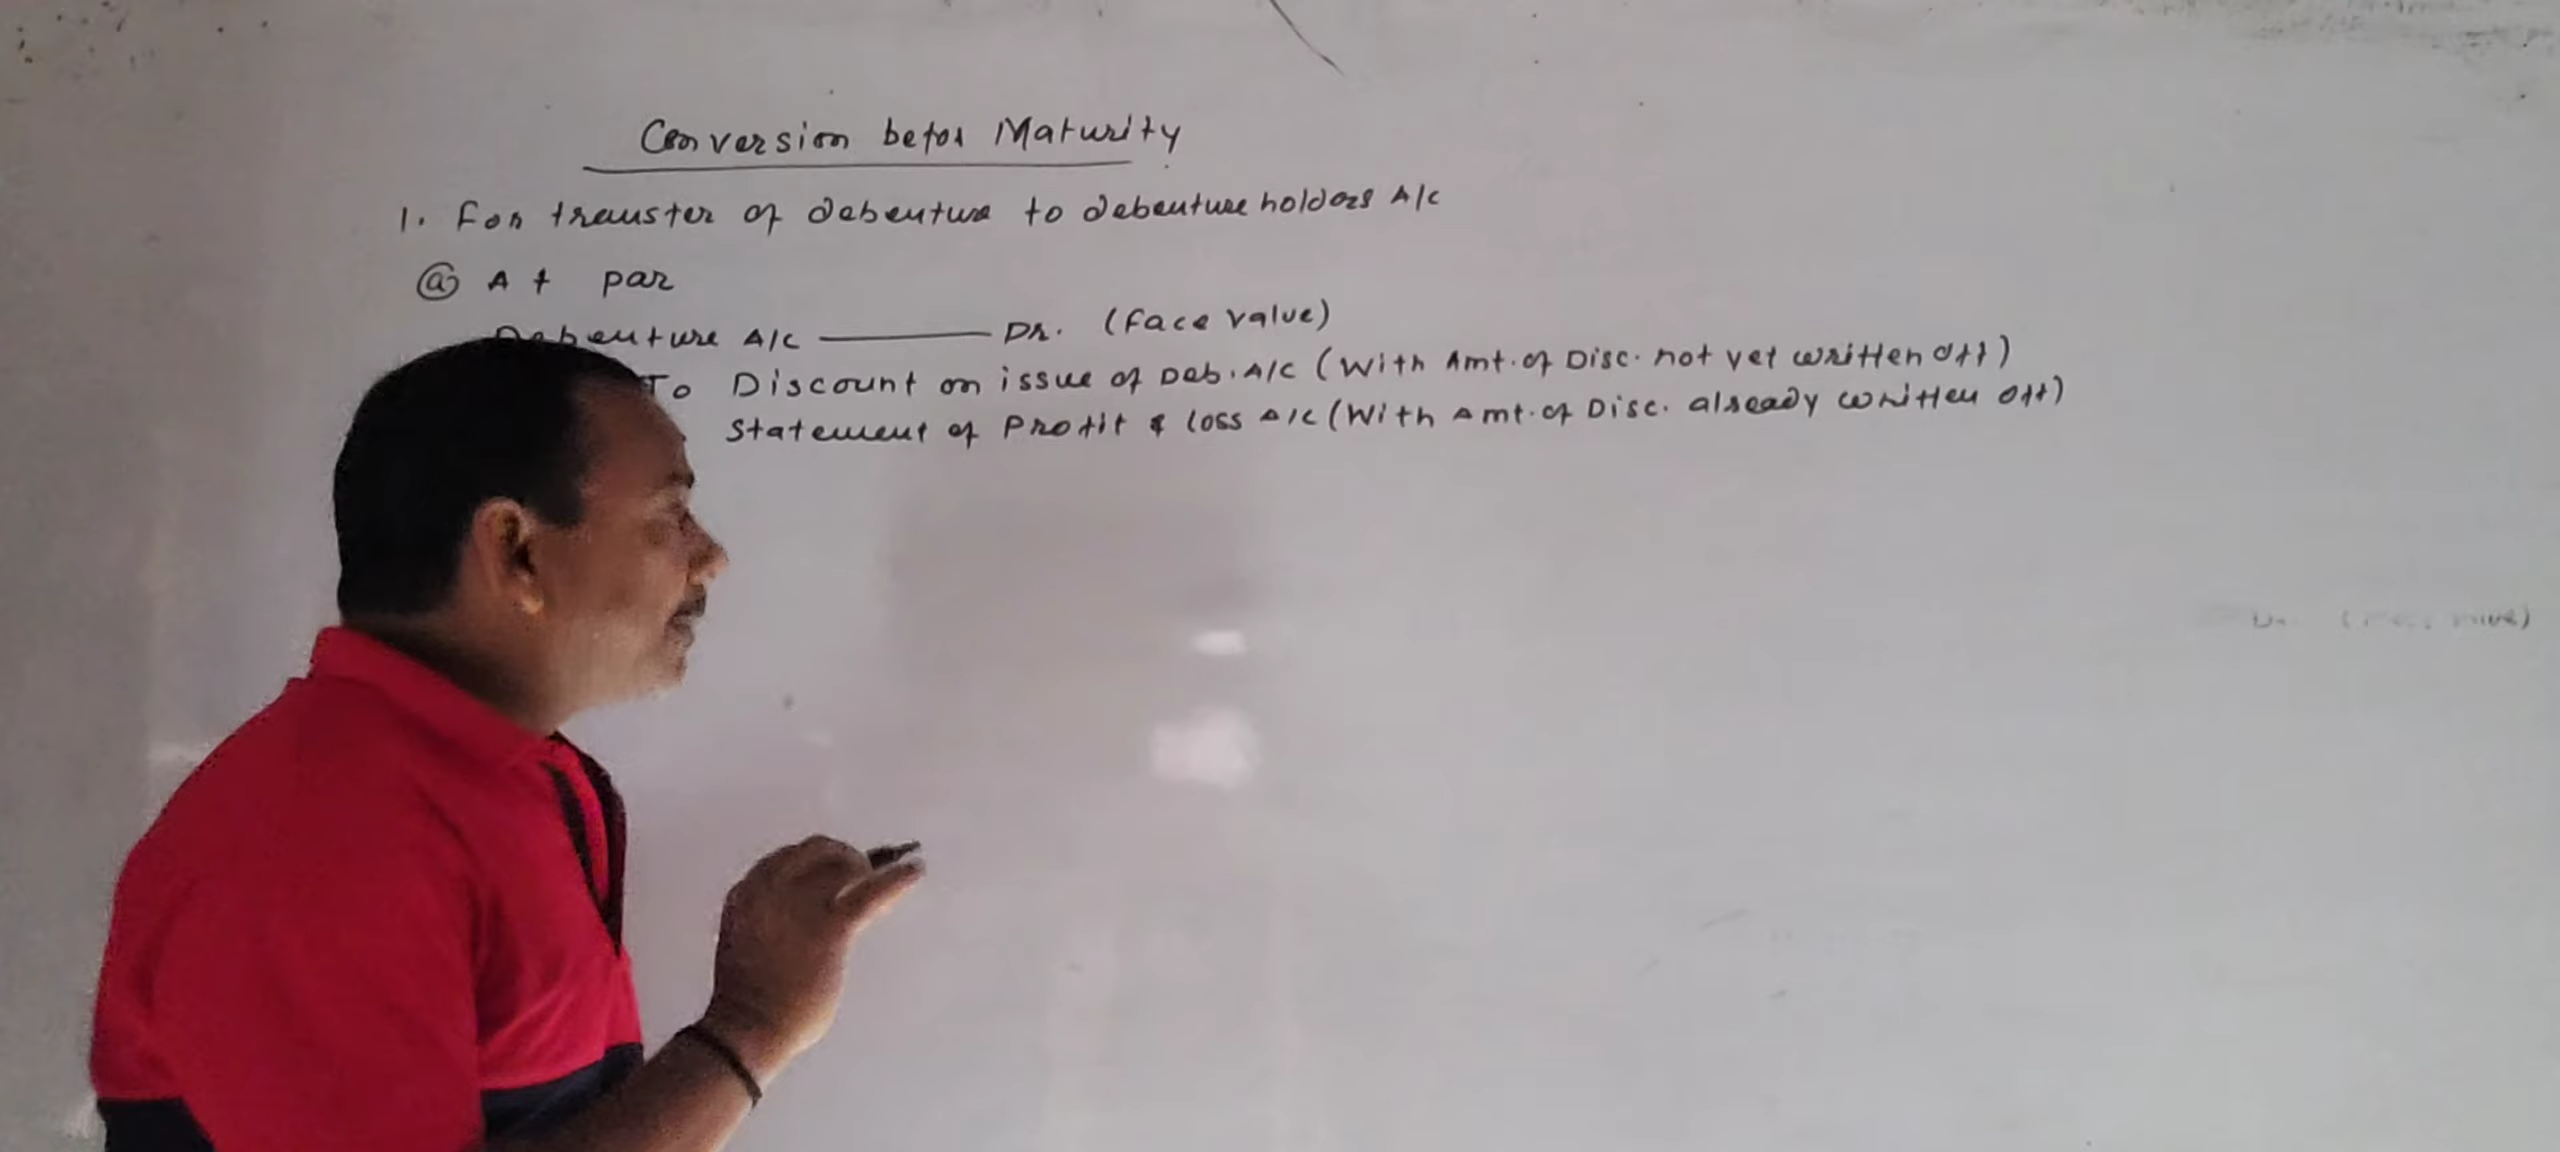 Conversion befor Maturity
1. For transfer of debenture to debenture holders A/c
(a) At par
Debenture A/c ——— Dr. (Face value)
To Discount on issue of Deb. A/c (With Amt. of Disc. not yet written off)
Statement of Profit & loss A/c (With Amt. of Disc. already written off)